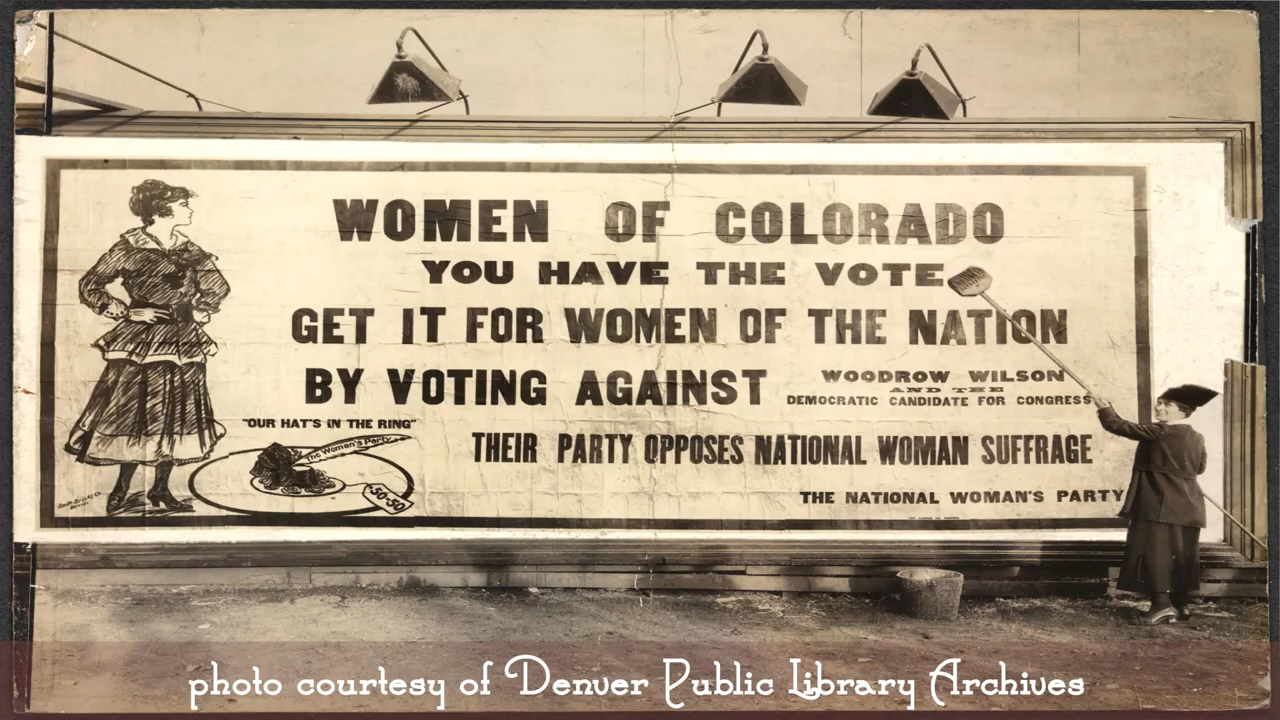 WOMEN OF COLORADO
YOU HAVE THE VOTE
GET IT FOR WOMEN OF THE NATION
BY VOTING AGAINST WOODROW WILSON
AND THE
DEMOCRATIC CANDIDATE FOR CONGRESS
THEIR PARTY OPPOSES NATIONAL WOMAN SUFFRAGE
THE NATIONAL WOMAN'S PARTY
"OUR HAT'S IN THE RING"
The Woman's Party
50-50
photo courtesy of Denver Public Library Archives